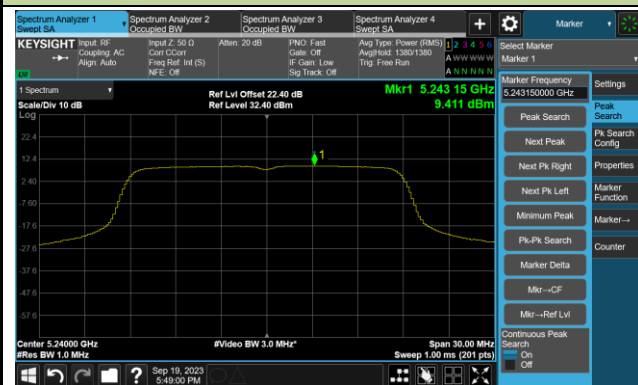 Spectrum Analyzer 1
Swept SA
Spectrum Analyzer 2
Occupied BW
Spectrum Analyzer 3
Occupied BW
Spectrum Analyzer 4
Swept SA
+
Marker
KEYSIGHT
Input: RF
Coupling: AC
Align: Auto
Input Z: 50 Ω
Corr CCorr
Freq Ref: Int (S)
NFE: Off
Atten: 20 dB
PNO: Fast
Gate: Off
IF Gain: Low
Sig Track: Off
Avg Type: Power (RMS)
Avg|Hold: 1380/1380
Trig: Free Run
1 2 3 4 5 6
A W W W W W
A N N N N N
Select Marker
Marker 1
1 Spectrum
Scale/Div 10 dB
Log
Ref Lvl Offset 22.40 dB
Ref Level 32.40 dBm
Mkr1 5.243 15 GHz
9.411 dBm
22.4
12.4
2.40
-7.60
-17.6
-27.6
-37.6
-47.6
-57.6
1
Center 5.24000 GHz
#Res BW 1.0 MHz
#Video BW 3.0 MHz*
Span 30.00 MHz
Sweep 1.00 ms (201 pts)
Marker Frequency
5.243150000 GHz
Peak Search
Next Peak
Next Pk Right
Next Pk Left
Minimum Peak
Pk-Pk Search
Marker Delta
Mkr→CF
Mkr→Ref Lvl
Continuous Peak
Search
On
Off
Settings
Peak
Search
Pk Search
Config
Properties
Marker
Function
Marker→
Counter
?
Sep 19, 2023
5:49:00 PM